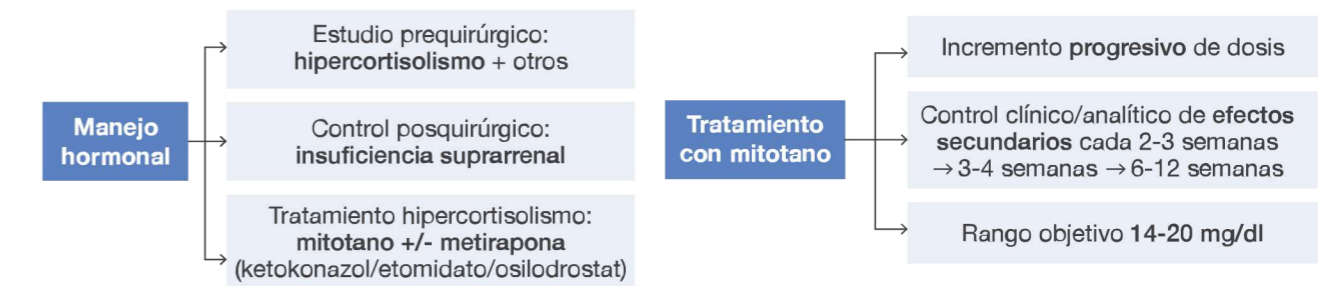 Manejo
hormonal
Estudio prequirúrgico:
hipercortisolismo + otros
Control posquirúrgico:
insuficiencia suprarrenal
Tratamiento hipercortisolismo:
mitotano +/- metirapona
(ketokonazol/etomidato/osilodrostat)
Tratamiento
con mitotano
Incremento progresivo de dosis
Control clínico/analítico de efectos
secundarios cada 2-3 semanas
→ 3-4 semanas → 6-12 semanas
Rango objetivo 14-20 mg/dl